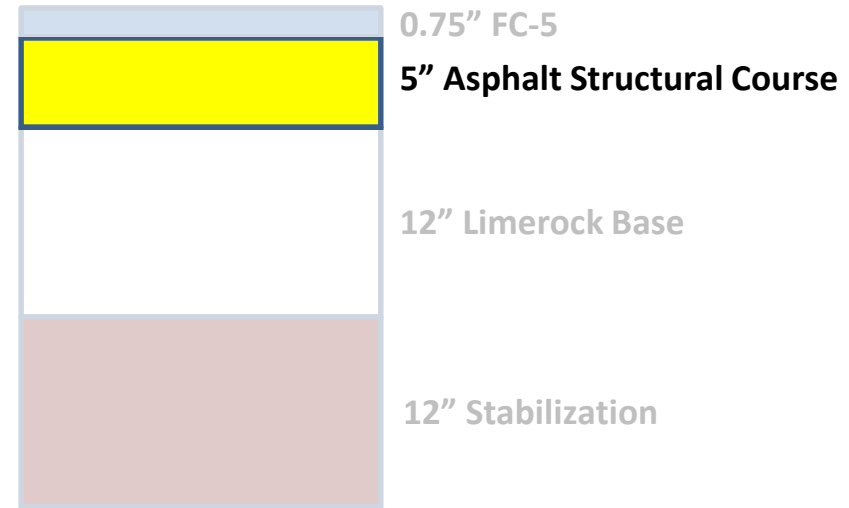 0.75” FC-5
5” Asphalt Structural Course
12” Limerock Base
12” Stabilization